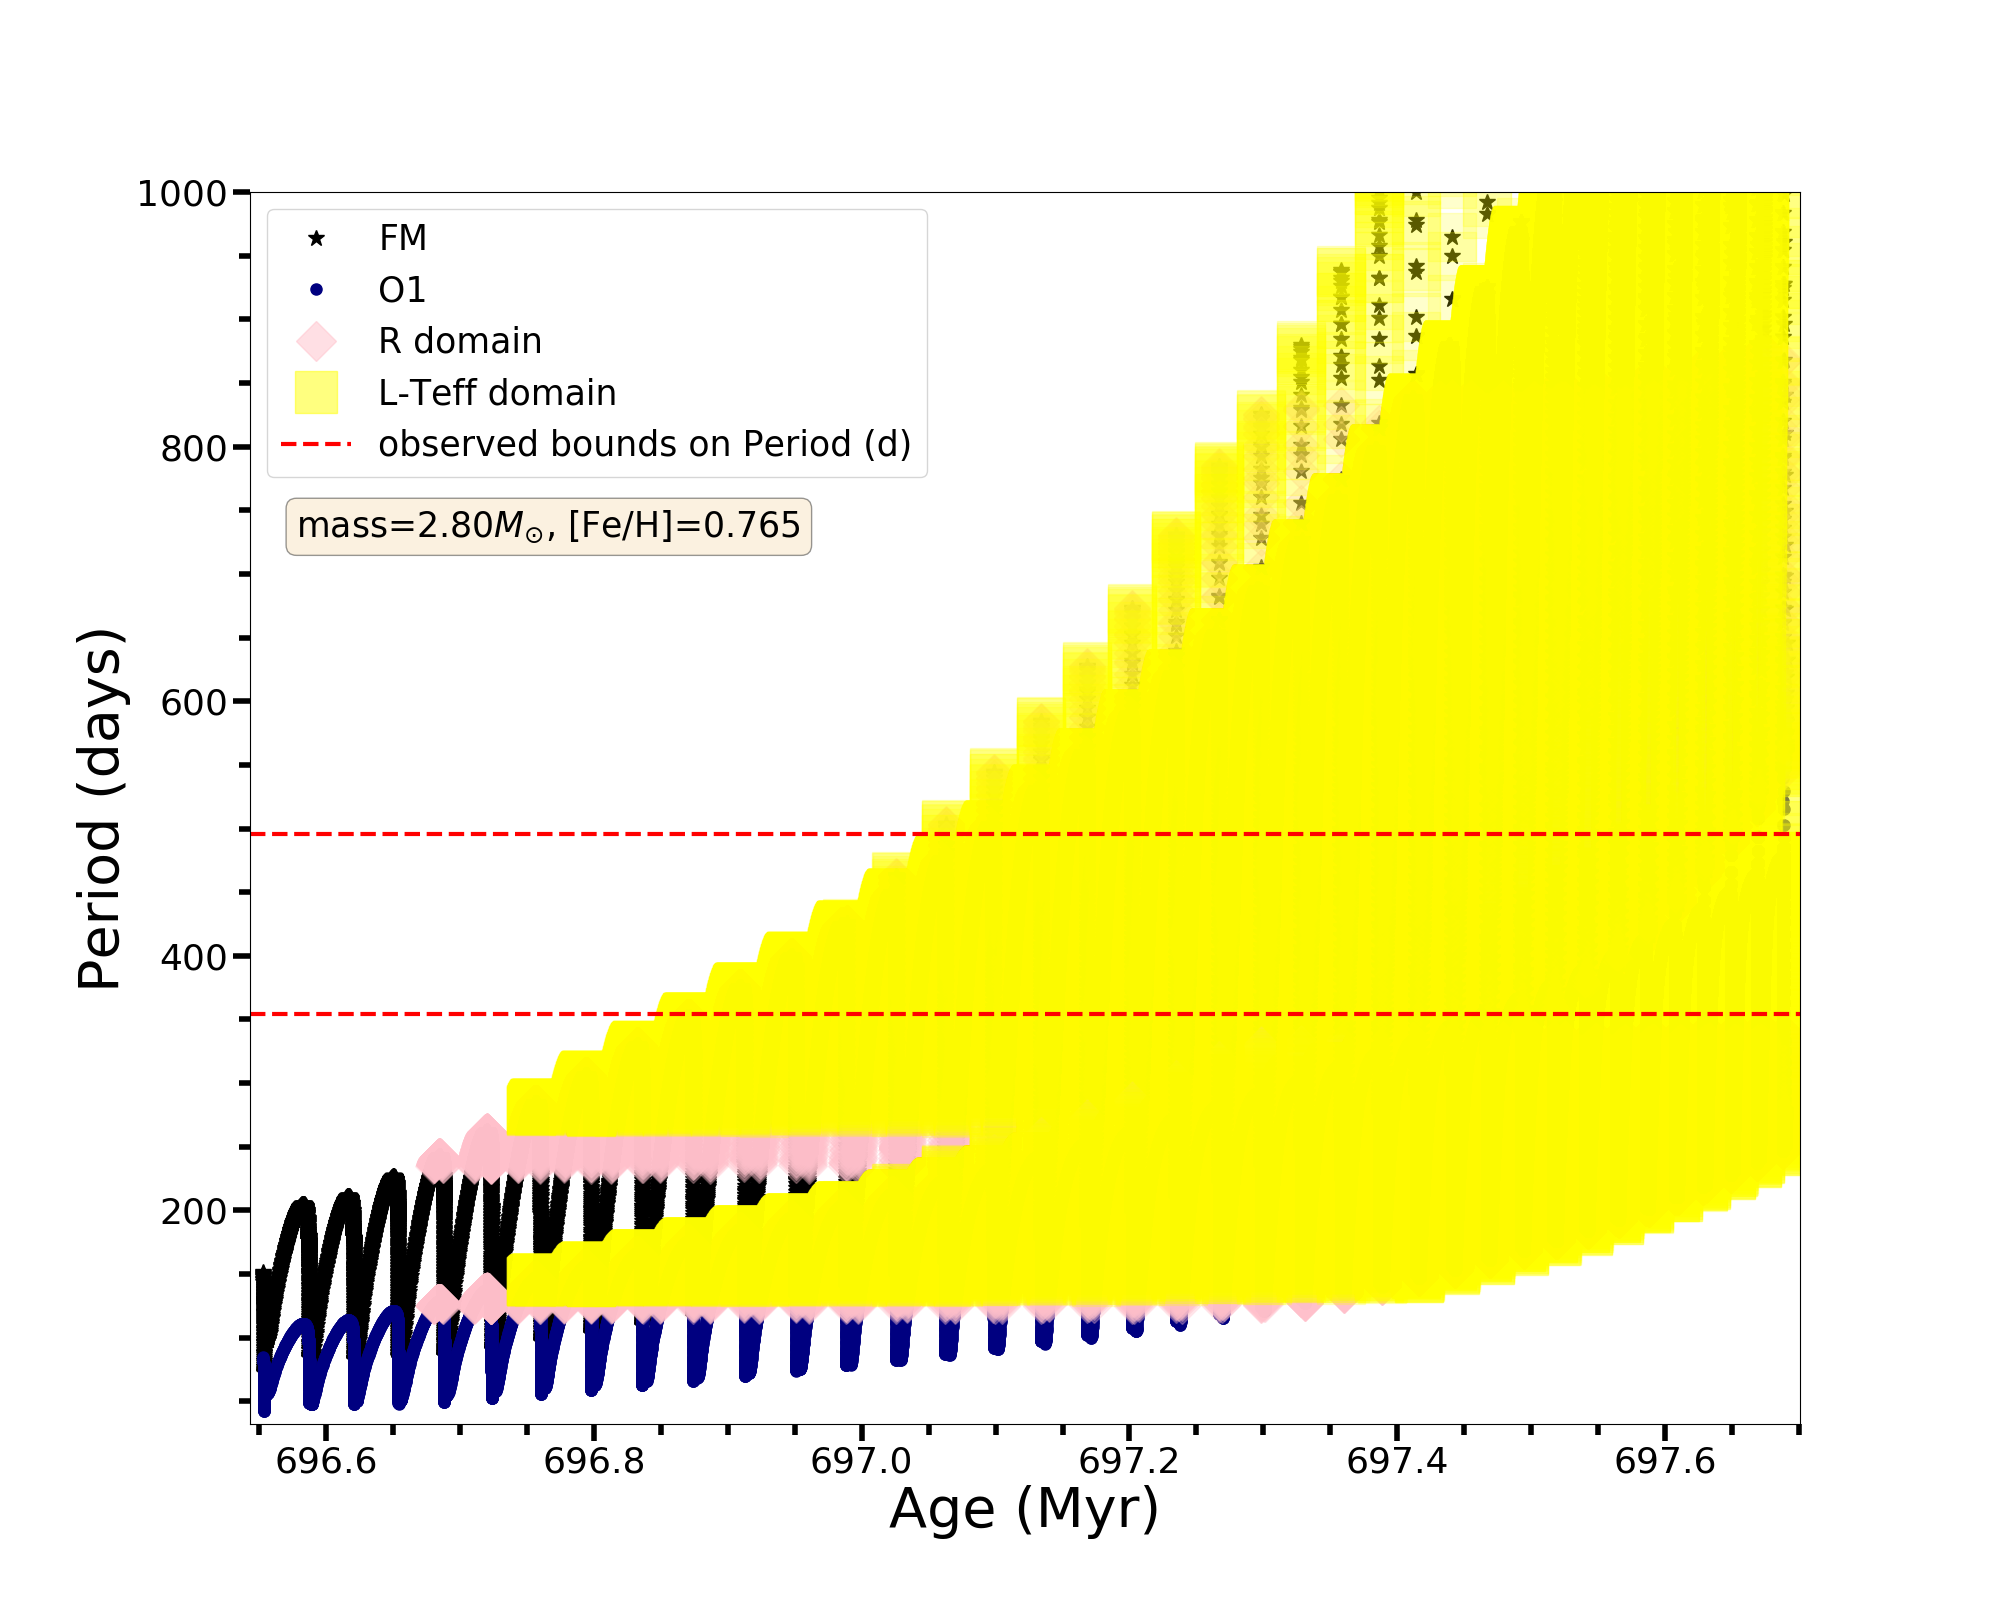 1000
800
600
400
200
Period (days)
FM
O1
R domain
L-Teff domain
observed bounds on Period (d)
mass=2.80M⊙, [Fe/H]=0.765
696.6 696.8 697.0 697.2 697.4 697.6
Age (Myr)